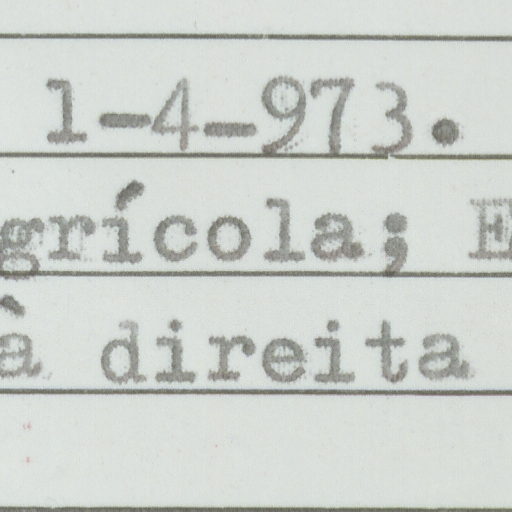 1-4-973.
grícola; E
à direita